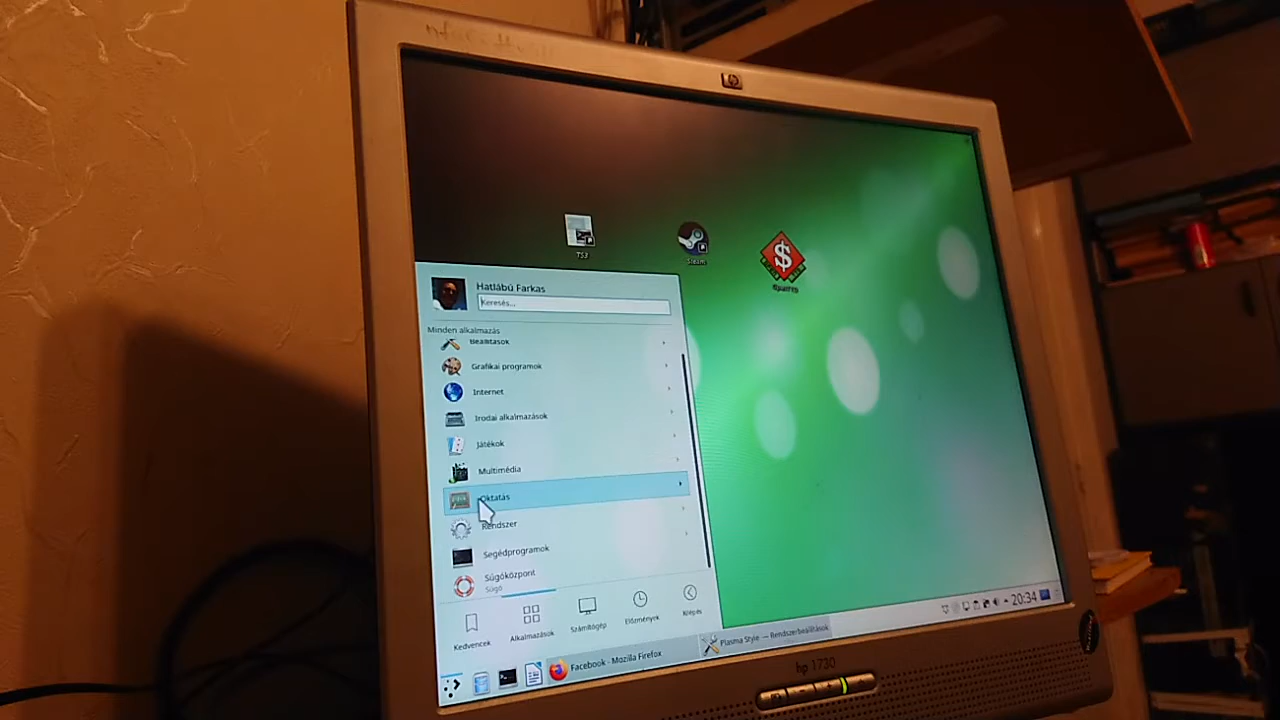 hp
TS3
Steam
$
Hatlábú Farkas
Keresés...
Minden alkalmazás
Beállítások
Grafikai programok
Internet
Irodai alkalmazások
Játékok
Multimédia
Oktatás
Rendszer
Segédprogramok
Súgóközpont
Súgó
Kedvencek
Alkalmazások
Számítógép
Előzmények
Kilépés
Facebook - Mozilla Firefox
Plasma Style — Rendszerbeállítások
20:34
hp 1730